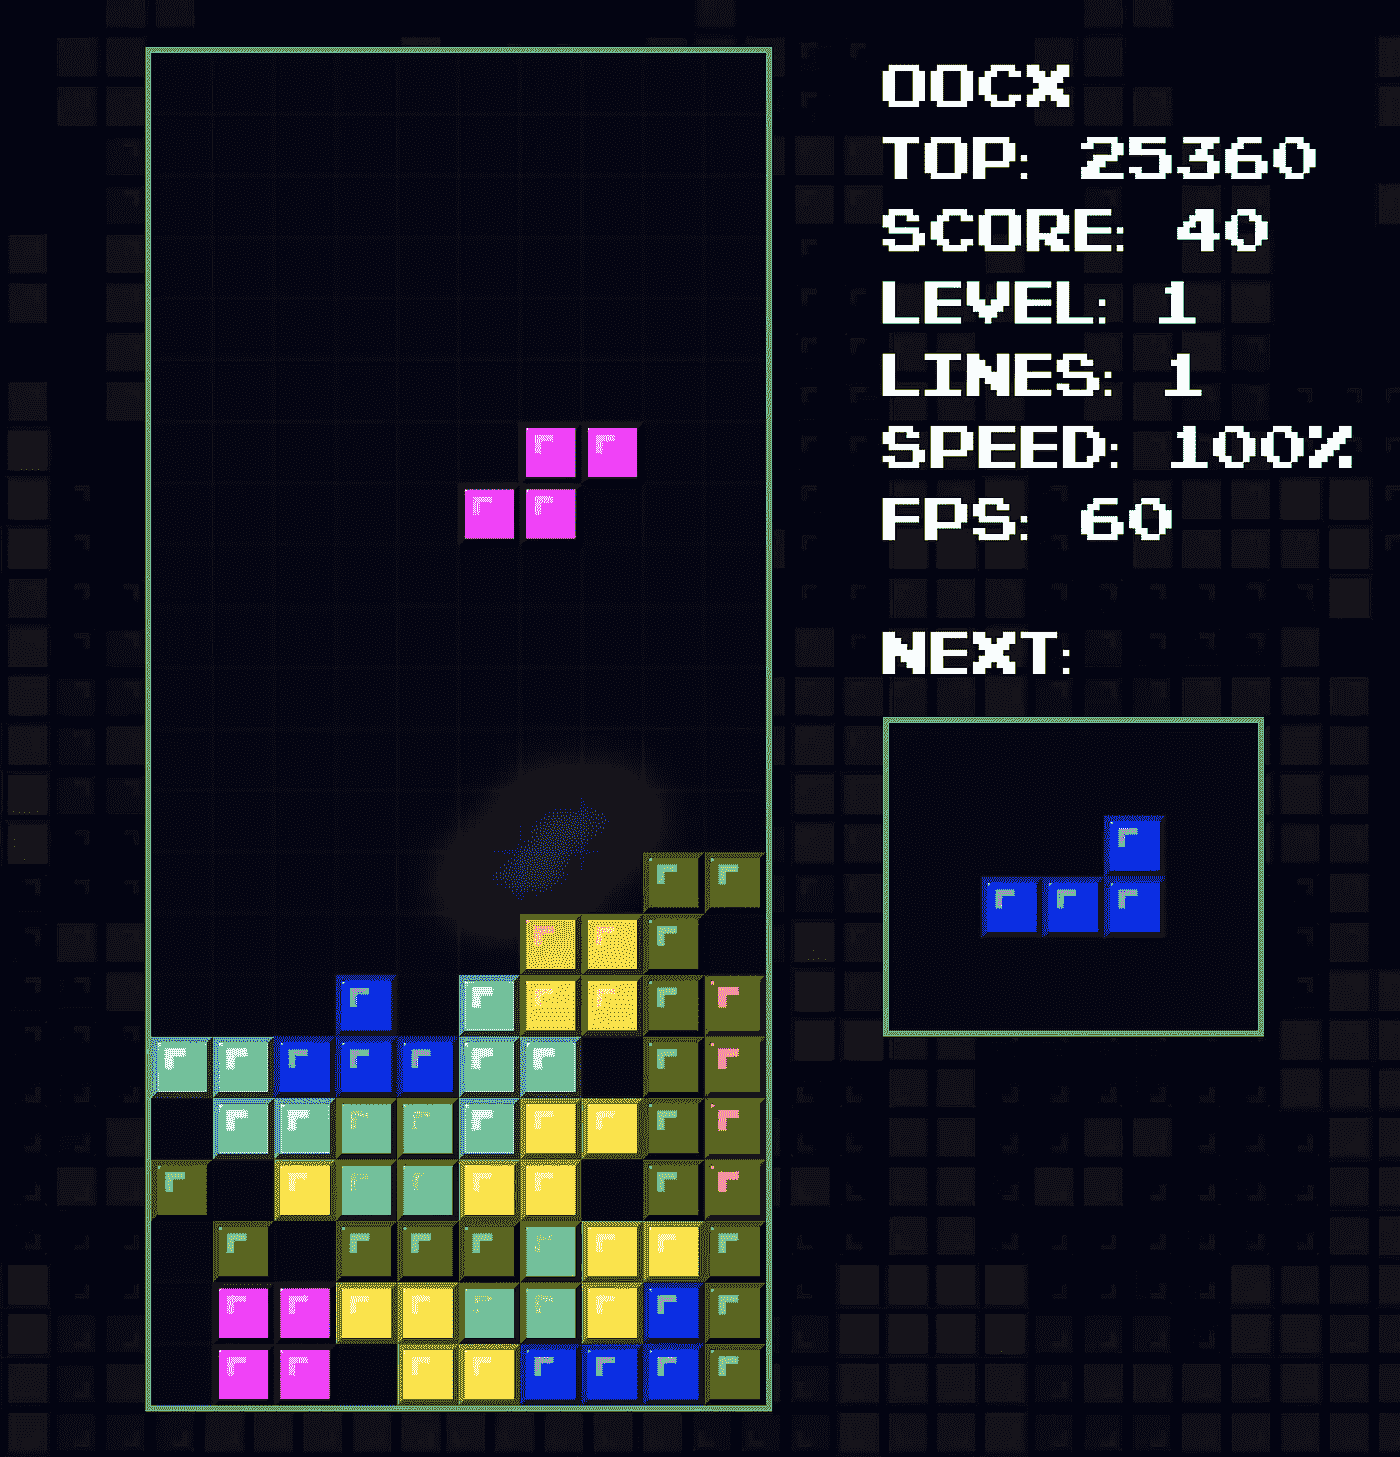 OOCX
TOP: 25360
SCORE: 40
LEVEL: 1
LINES: 1
SPEED: 100%
FPS: 60
NEXT: